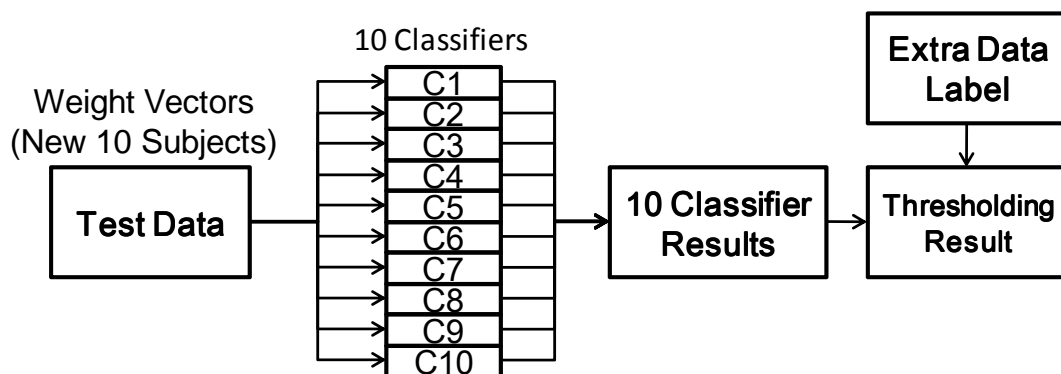 Weight Vectors
(New 10 Subjects)
Test Data
10 Classifiers
C1
C2
C3
C4
C5
C6
C7
C8
C9
C10
10 Classifier
Results
Extra Data
Label
Thresholding
Result